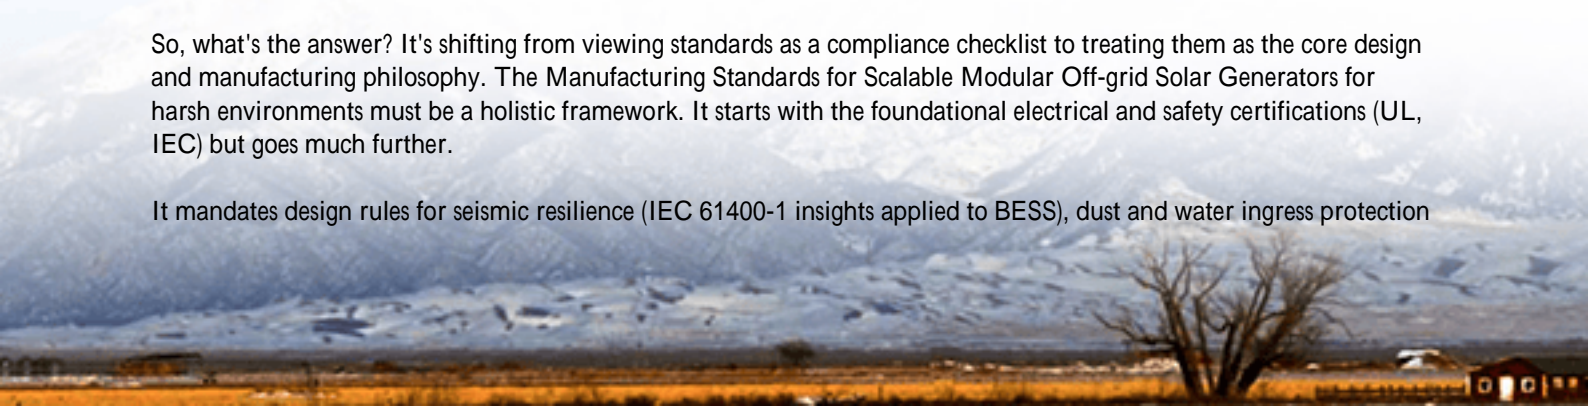 So, what's the answer? It's shifting from viewing standards as a compliance checklist to treating them as the core design
and manufacturing philosophy. The Manufacturing Standards for Scalable Modular Off-grid Solar Generators for
harsh environments must be a holistic framework. It starts with the foundational electrical and safety certifications (UL,
IEC) but goes much further.
It mandates design rules for seismic resilience (IEC 61400-1 insights applied to BESS), dust and water ingress protection